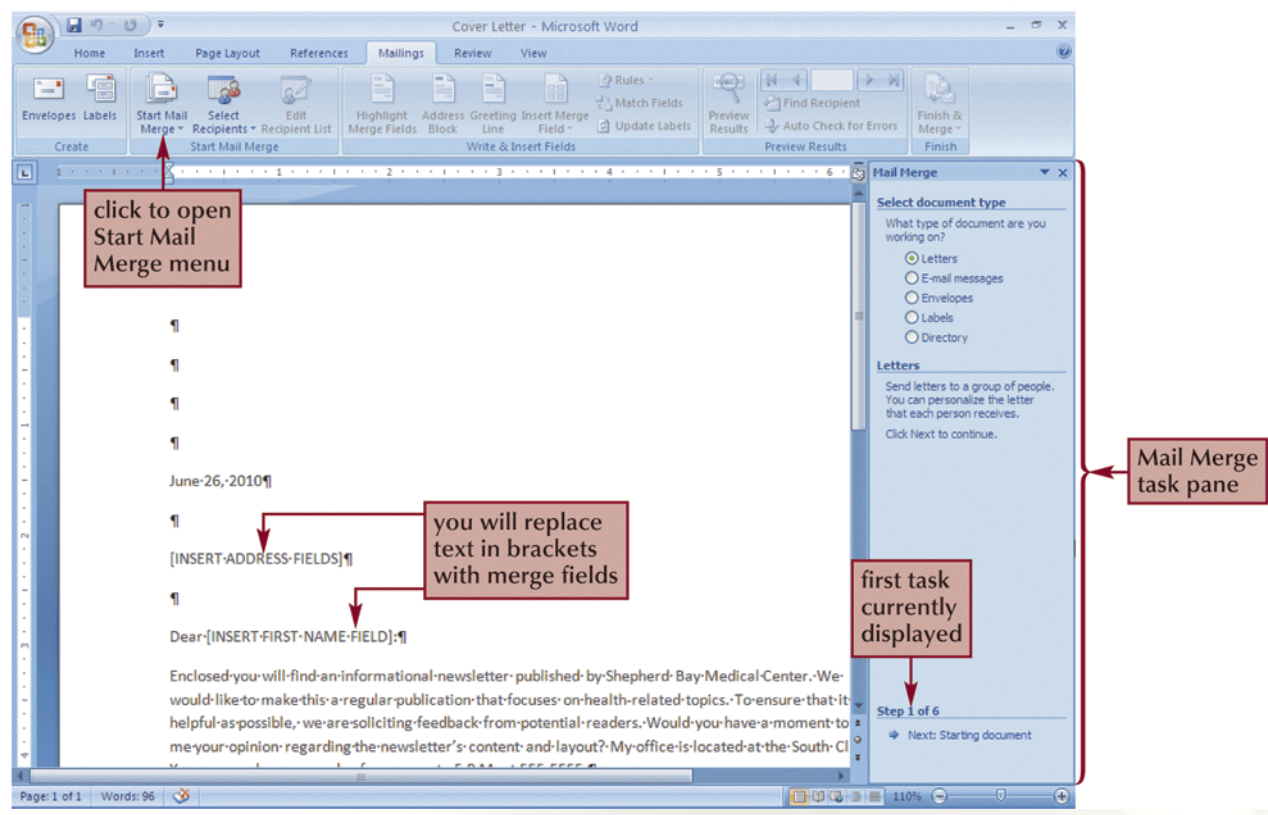 Cover Letter - Microsoft Word
Home Insert Page Layout References Mailings Review View
Envelopes Labels
Create
Start Mail Merge
Select Recipients
Edit Recipient List
Start Mail Merge
Highlight Merge Fields
Address Block
Greeting Line
Insert Merge Field
Rules
Match Fields
Update Labels
Write & Insert Fields
Preview Results
Find Recipient
Auto Check for Errors
Preview Results
Finish & Merge
Finish
1 1 2 3 4 5 6
click to open
Start Mail
Merge menu
¶
¶
¶
¶
June·26,·2010¶
¶
[INSERT·ADDRESS·FIELDS]¶
¶
Dear·[INSERT·FIRST·NAME·FIELD]:¶
Enclosed·you·will·find·an·informational·newsletter·published·by·Shepherd·Bay·Medical·Center.·We·
would·like·to·make·this·a·regular·publication·that·focuses·on·health-related·topics.·To·ensure·that·it·
helpful·as·possible,·we·are·soliciting·feedback·from·potential·readers.·Would·you·have·a·moment·to
me·your·opinion·regarding·the·newsletter's·content·and·layout?·My·office·is·located·at·the·South·Cl
you will replace
text in brackets
with merge fields
Mail Merge
Select document type
What type of document are you
working on?
Letters
E-mail messages
Envelopes
Labels
Directory
Letters
Send letters to a group of people.
You can personalize the letter
that each person receives.
Click Next to continue.
Mail Merge
task pane
first task
currently
displayed
Step 1 of 6
Next: Starting document
Page: 1 of 1 Words: 96 110%